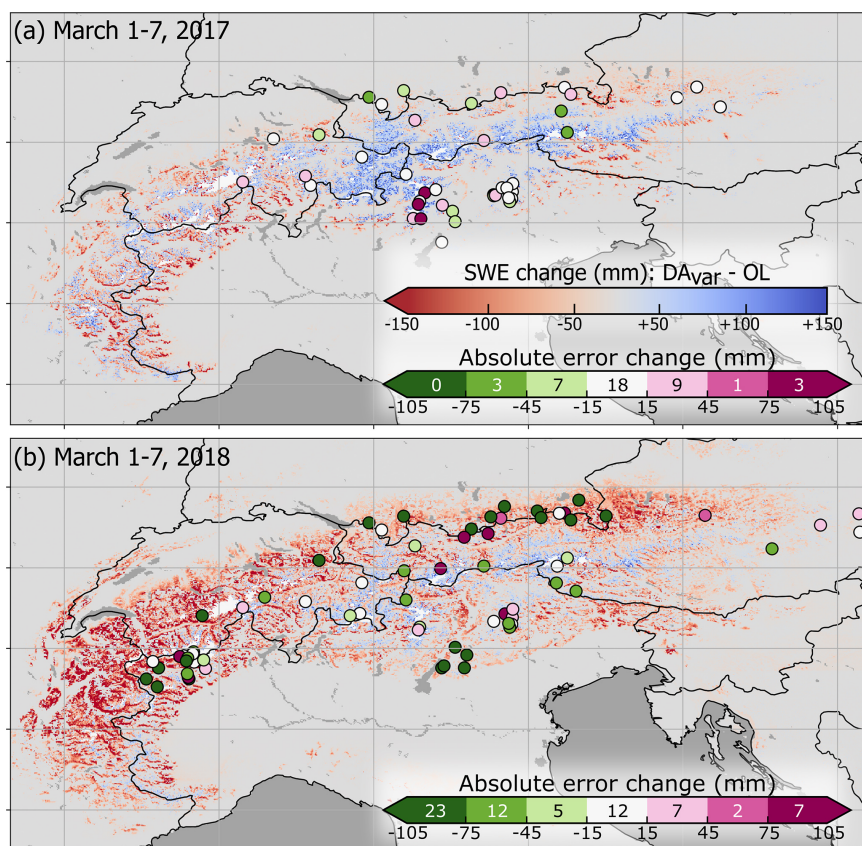 (a) March 1-7, 2017
SWE change (mm): DAvar - OL
-150 -100 -50 +50 +100 +150
Absolute error change (mm)
0 3 7 18 9 1 3
-105 -75 -45 -15 15 45 75 105
(b) March 1-7, 2018
Absolute error change (mm)
23 12 5 12 7 2 7
-105 -75 -45 -15 15 45 75 105